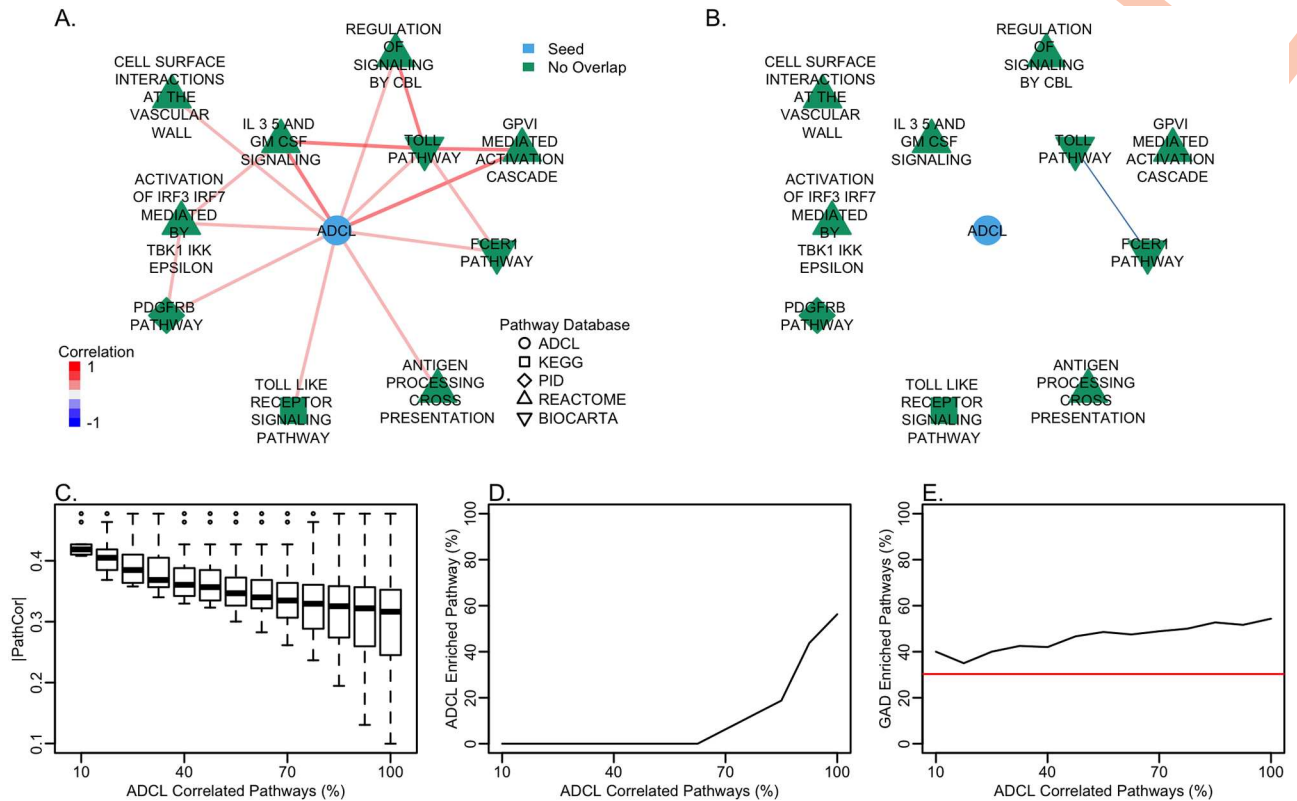 A.
REGULATION
OF
SIGNALING
BY CBL
CELL SURFACE
INTERACTIONS
AT THE
VASCULAR
WALL
Seed
No Overlap
IL 3 5 AND
GM CSF
SIGNALING
TOLL
PATHWAY
GPVI
MEDIATED
ACTIVATION
CASCADE
ACTIVATION
OF IRF3 IRF7
MEDIATED
BY
TBK1 IKK
EPSILON
ADCL
FCER1
PATHWAY
PDGFRB
PATHWAY
Correlation
1
-1
TOLL LIKE
RECEPTOR
SIGNALING
PATHWAY
ANTIGEN
PROCESSING
CROSS
PRESENTATION
Pathway Database
ADCL
KEGG
PID
REACTOME
BIOCARTA
B.
REGULATION
OF
SIGNALING
BY CBL
CELL SURFACE
INTERACTIONS
AT THE
VASCULAR
WALL
IL 3 5 AND
GM CSF
SIGNALING
TOLL
PATHWAY
GPVI
MEDIATED
ACTIVATION
CASCADE
ACTIVATION
OF IRF3 IRF7
MEDIATED
BY
TBK1 IKK
EPSILON
ADCL
FCER1
PATHWAY
PDGFRB
PATHWAY
TOLL LIKE
RECEPTOR
SIGNALING
PATHWAY
ANTIGEN
PROCESSING
CROSS
PRESENTATION
C.
|PathCor|
0.4
0.3
0.2
0.1
10 40 70 100
ADCL Correlated Pathways (%)
D.
ADCL Enriched Pathway (%)
100
80
60
40
20
0
10 40 70 100
ADCL Correlated Pathways (%)
E.
GAD Enriched Pathways (%)
100
80
60
40
20
0
10 40 70 100
ADCL Correlated Pathways (%)